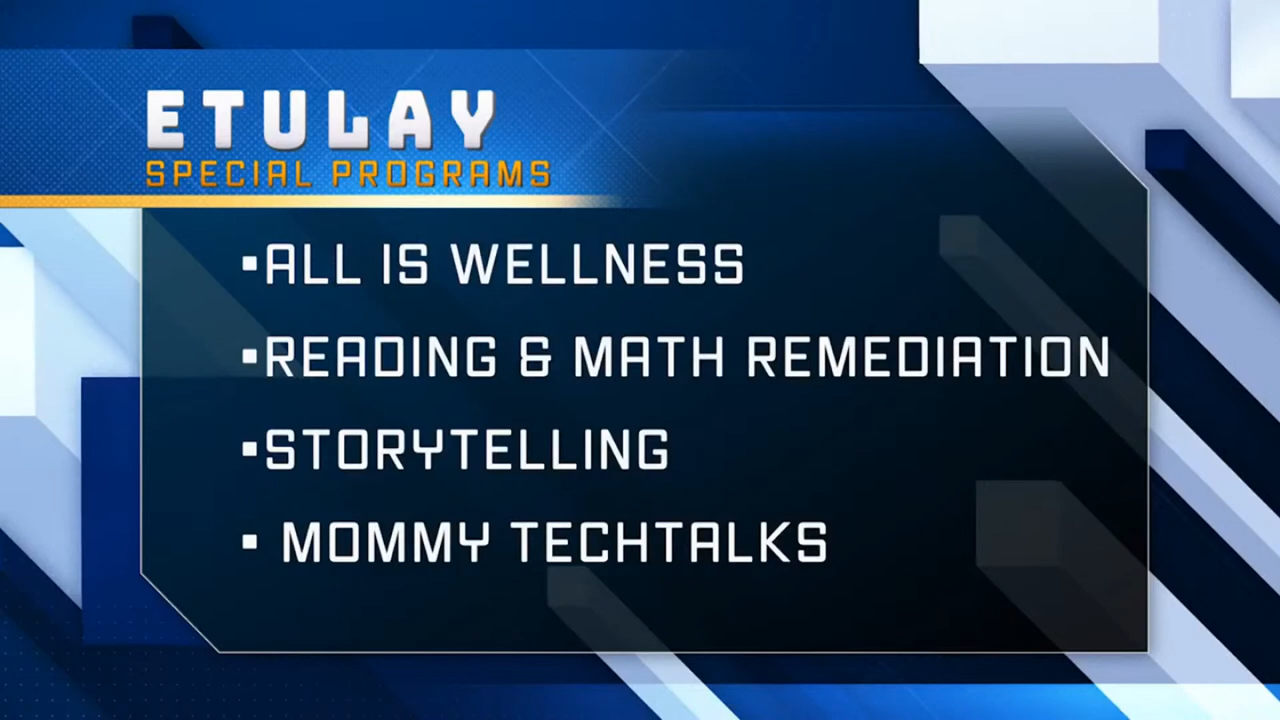 ETULAY
SPECIAL PROGRAMS
▪ALL IS WELLNESS
▪READING & MATH REMEDIATION
▪STORYTELLING
▪ MOMMY TECHTALKS